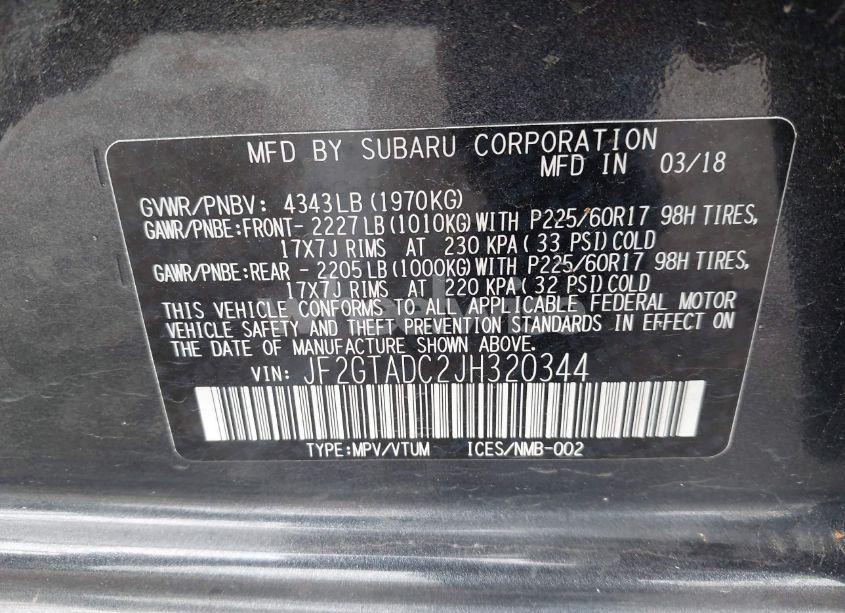 MFD BY SUBARU CORPORATION
MFD IN 03/18
GVWR/PNBV: 4343LB(1970KG)
GAWR/PNBE:FRONT- 2227LB(1010KG)WITH P225/60R17 98H TIRES,
17X7J RIMS AT 230 KPA(33 PSI)COLD
GAWR/PNBE:REAR - 2205LB(1000KG)WITH P225/60R17 98H TIRES,
17X7J RIMS AT 220 KPA(32 PSI)COLD
THIS VEHICLE CONFORMS TO ALL APPLICABLE FEDERAL MOTOR
VEHICLE SAFETY AND THEFT PREVENTION STANDARDS IN EFFECT ON
THE DATE OF MANUFACTURE SHOWN ABOVE.
VIN: JF2GTADC2JH320344
TYPE:MPV/VTUM ICES/NMB-002